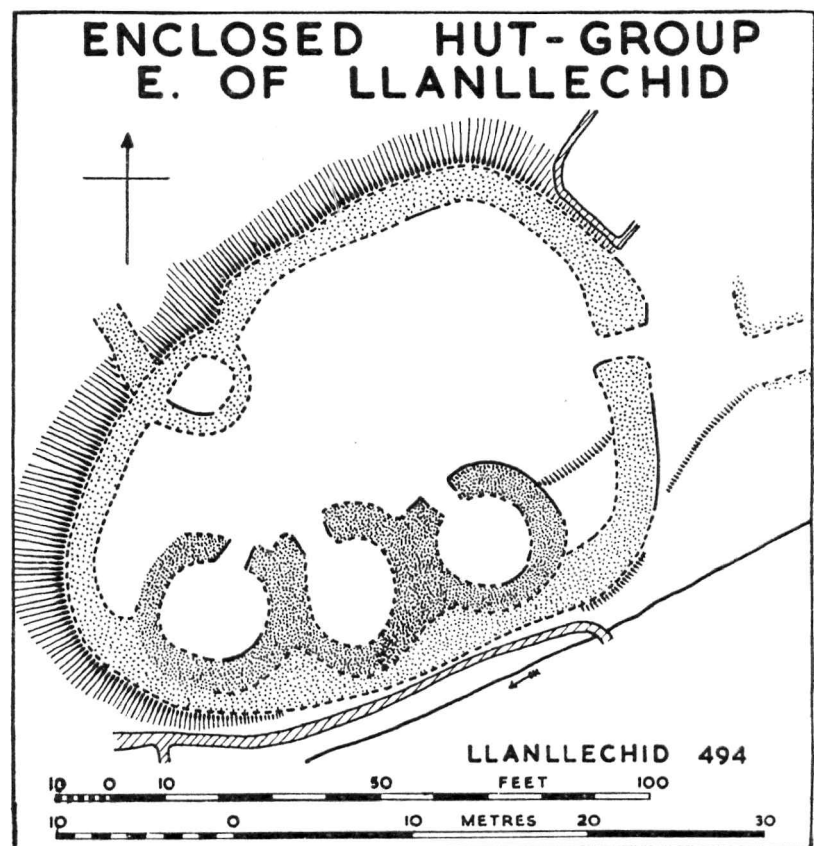 ENCLOSED HUT-GROUP
E. OF LLANLLECHID
LLANLLECHID 494
10 0 10 50 FEET 100
10 0 10 METRES 20 30